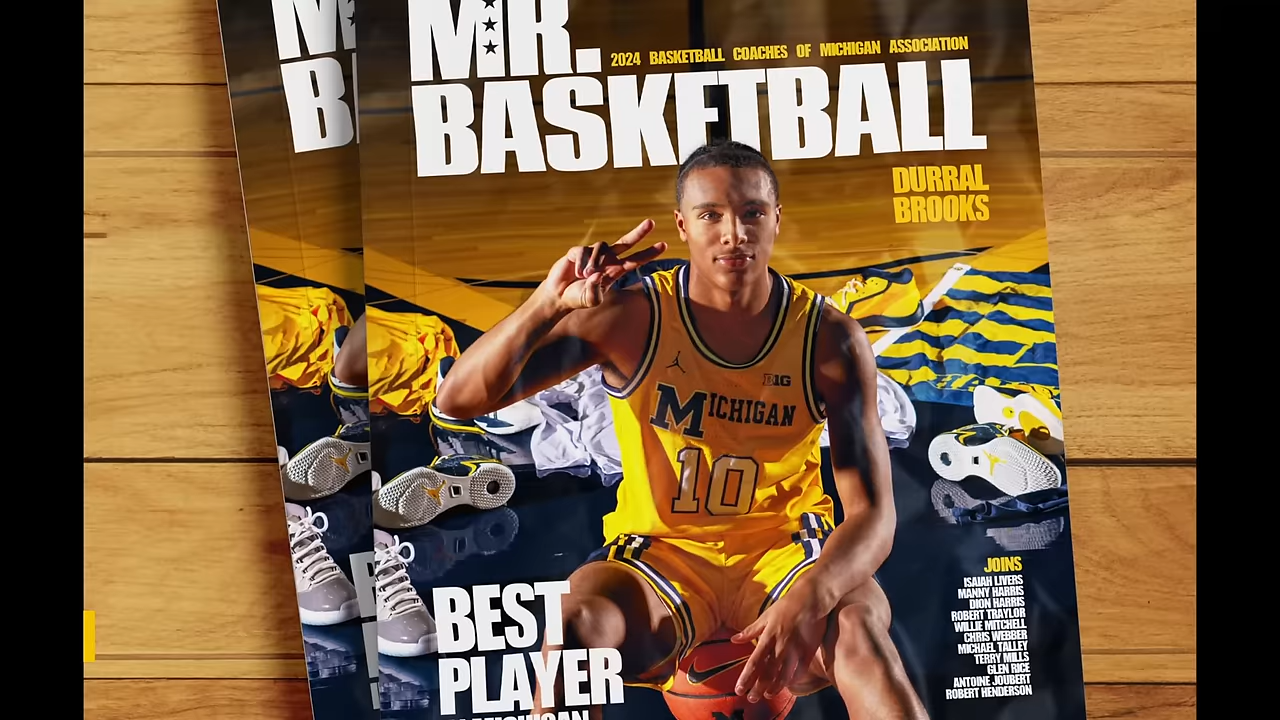 MR.
2024 BASKETBALL COACHES OF MICHIGAN ASSOCIATION
BASKETBALL
DURRAL
BROOKS
B1G
MICHIGAN
10
JOINS
ISAIAH LIVERS
MANNY HARRIS
DION HARRIS
ROBERT TRAYLOR
WILLIE MITCHELL
CHRIS WEBBER
MICHAEL TALLEY
TERRY MILLS
GLEN RICE
ANTOINE JOUBERT
ROBERT HENDERSON
BEST
PLAYER